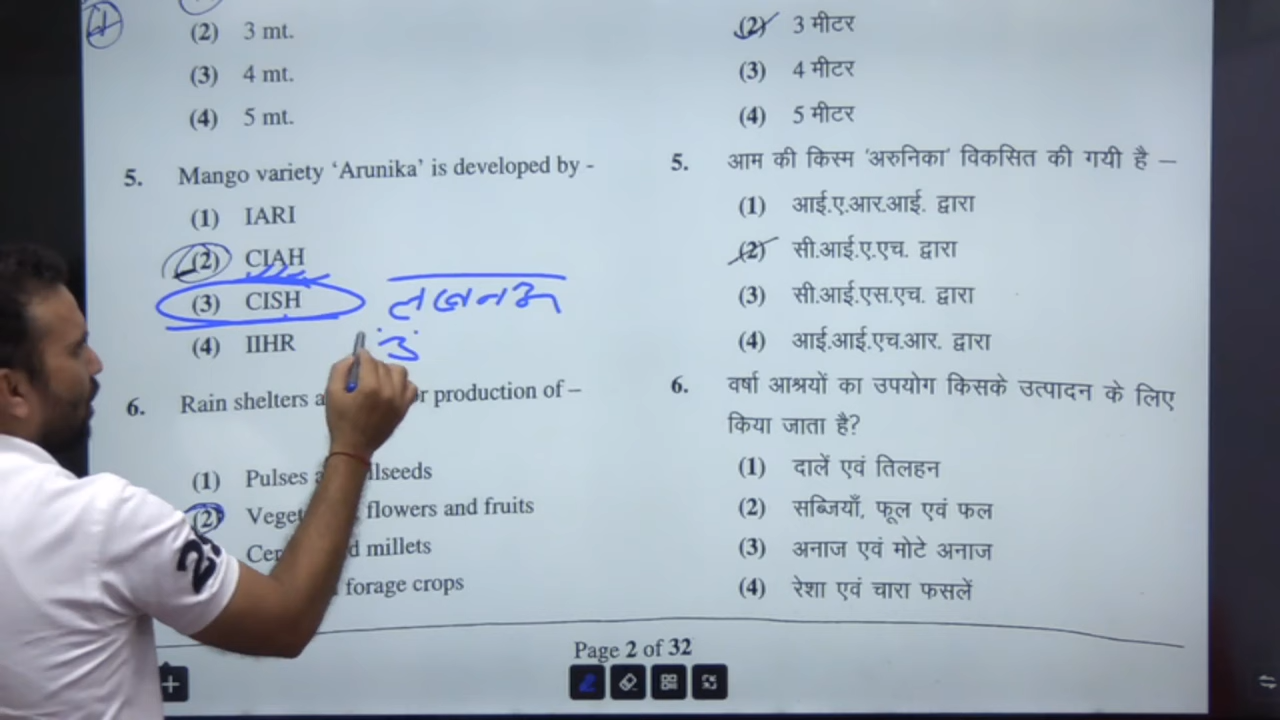 (2) 3 mt.
(3) 4 mt.
(4) 5 mt.
5. Mango variety ‘Arunika’ is developed by -
(1) IARI
(2) CIAH
(3) CISH लखनऊ
(4) IIHR
6. Rain shelters production of –
(1) Pulses
(2) flowers and fruits
millets
forage crops
(2) 3 मीटर
(3) 4 मीटर
(4) 5 मीटर
5. आम की किस्म 'अरुनिका' विकसित की गयी है –
(1) आई.ए.आर.आई. द्वारा
(2) सी.आई.ए.एच. द्वारा
(3) सी.आई.एस.एच. द्वारा
(4) आई.आई.एच.आर. द्वारा
6. वर्षा आश्रयों का उपयोग किसके उत्पादन के लिए
किया जाता है?
(1) दालें एवं तिलहन
(2) सब्जियाँ, फूल एवं फल
(3) अनाज एवं मोटे अनाज
(4) रेशा एवं चारा फसलें
Page 2 of 32